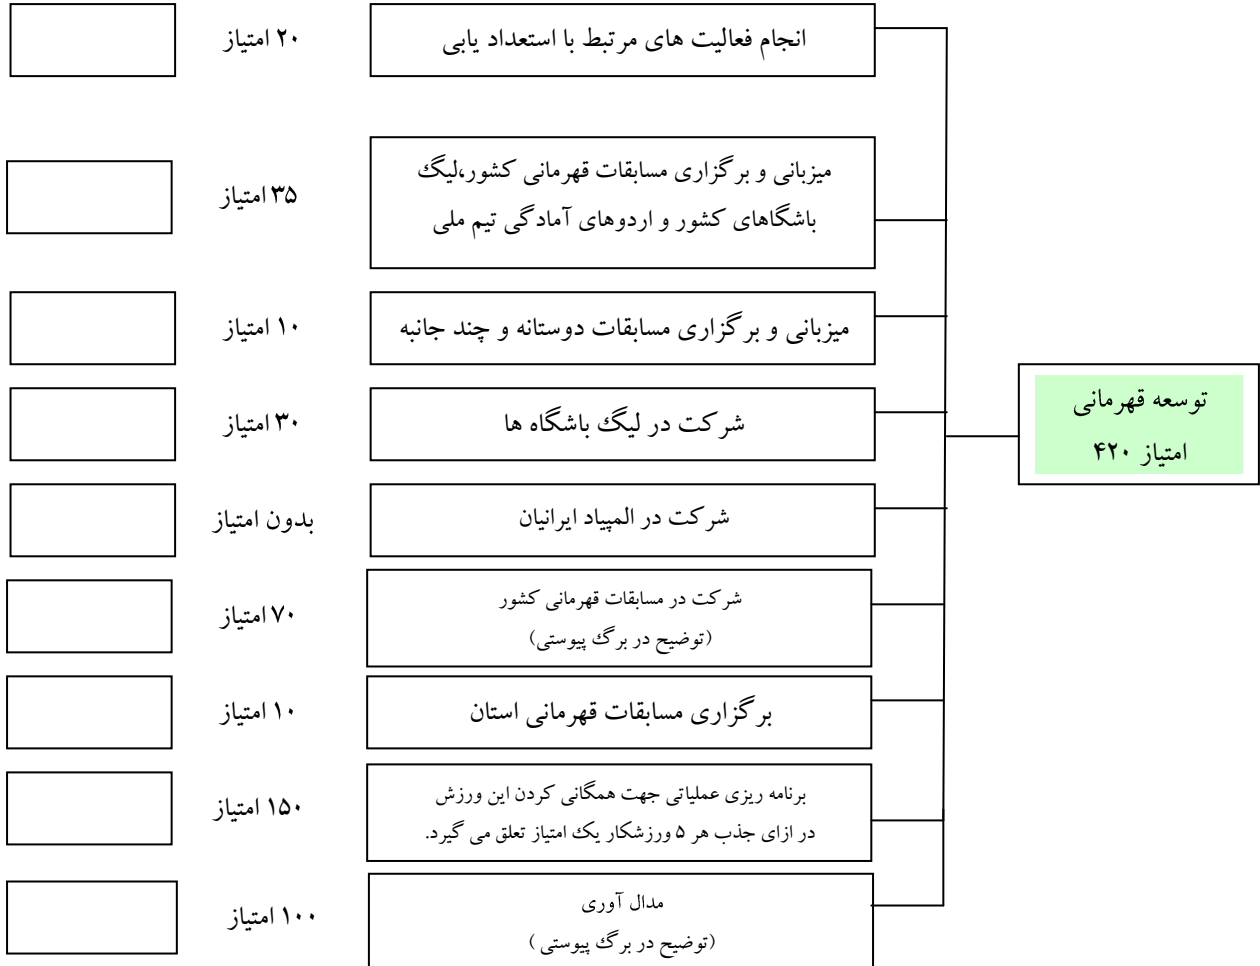 انجام فعالیت های مرتبط با استعداد یابی
۲۰ امتیاز
میزبانی و برگزاری مسابقات قهرمانی کشور،لیگ
باشگاهای کشور و اردوهای آمادگی تیم ملی
۳۵ امتیاز
میزبانی و برگزاری مسابقات دوستانه و چند جانبه
۱۰ امتیاز
شرکت در لیگ باشگاه ها
۳۰ امتیاز
توسعه قهرمانی
امتیاز ۴۲۰
شرکت در المپیاد ایرانیان
بدون امتیاز
شرکت در مسابقات قهرمانی کشور
(توضیح در برگ پیوستی)
۷۰ امتیاز
برگزاری مسابقات قهرمانی استان
۱۰ امتیاز
برنامه ریزی عملیاتی جهت همگانی کردن این ورزش
در ازای جذب هر ۵ ورزشکار یک امتیاز تعلق می گیرد.
۱۵۰ امتیاز
مدال آوری
(توضیح در برگ پیوستی )
۱۰۰ امتیاز